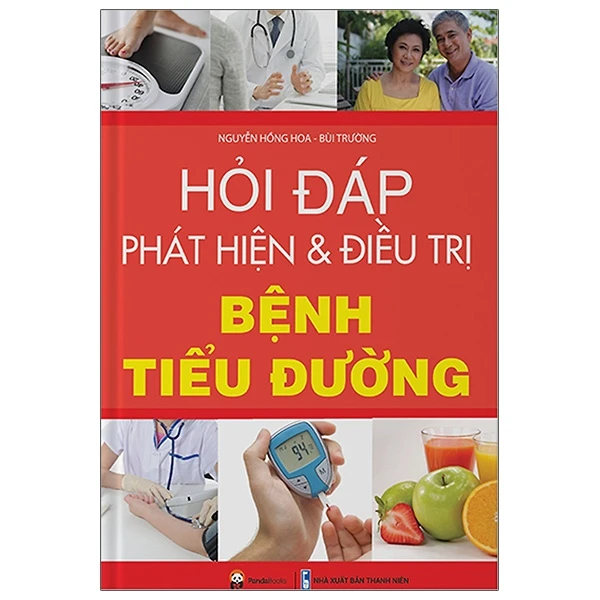 NGUYỄN HỒNG HOA - BÙI TRƯỜNG
HỎI ĐÁP
PHÁT HIỆN & ĐIỀU TRỊ
BỆNH
TIỂU ĐƯỜNG
94
M
PandaBooks
NHÀ XUẤT BẢN THANH NIÊN